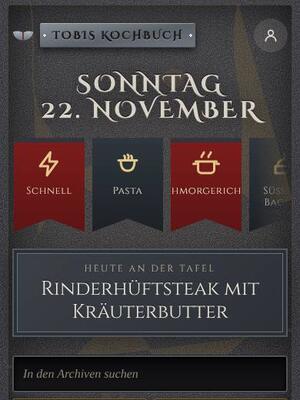 TOBIS KOCHBUCH
SONNTAG
22. NOVEMBER
SCHNELL
PASTA
HMORGERICH
SÜSS
BAC
HEUTE AN DER TAFEL
RINDERHÜFTSTEAK MIT
KRÄUTERBUTTER
In den Archiven suchen